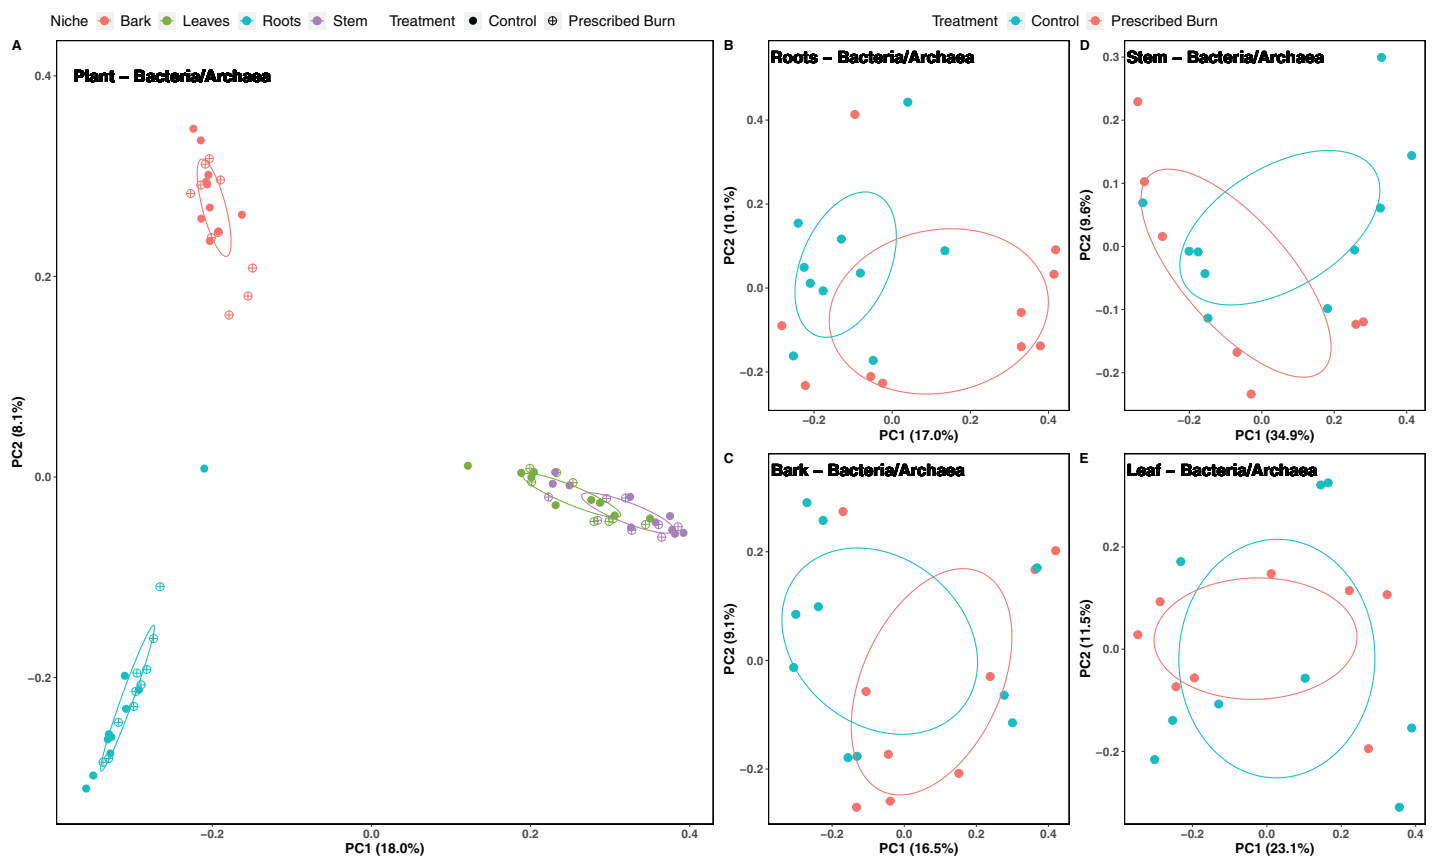 Niche Bark Leaves Roots Stem Treatment Control Prescribed Burn
Treatment Control Prescribed Burn
A
Plant – Bacteria/Archaea
0.4
0.2
0.0
−0.2
PC2 (8.1%)
−0.2 0.0 0.2 0.4
PC1 (18.0%)
B
Roots – Bacteria/Archaea
0.4
0.2
0.0
−0.2
PC2 (10.1%)
−0.2 0.0 0.2 0.4
PC1 (17.0%)
D
Stem – Bacteria/Archaea
0.3
0.2
0.1
0.0
−0.1
−0.2
PC2 (9.6%)
−0.2 0.0 0.2 0.4
PC1 (34.9%)
C
Bark – Bacteria/Archaea
0.2
0.0
−0.2
PC2 (9.1%)
−0.2 0.0 0.2 0.4
PC1 (16.5%)
E
Leaf – Bacteria/Archaea
0.2
0.0
−0.2
PC2 (11.5%)
−0.2 0.0 0.2 0.4
PC1 (23.1%)